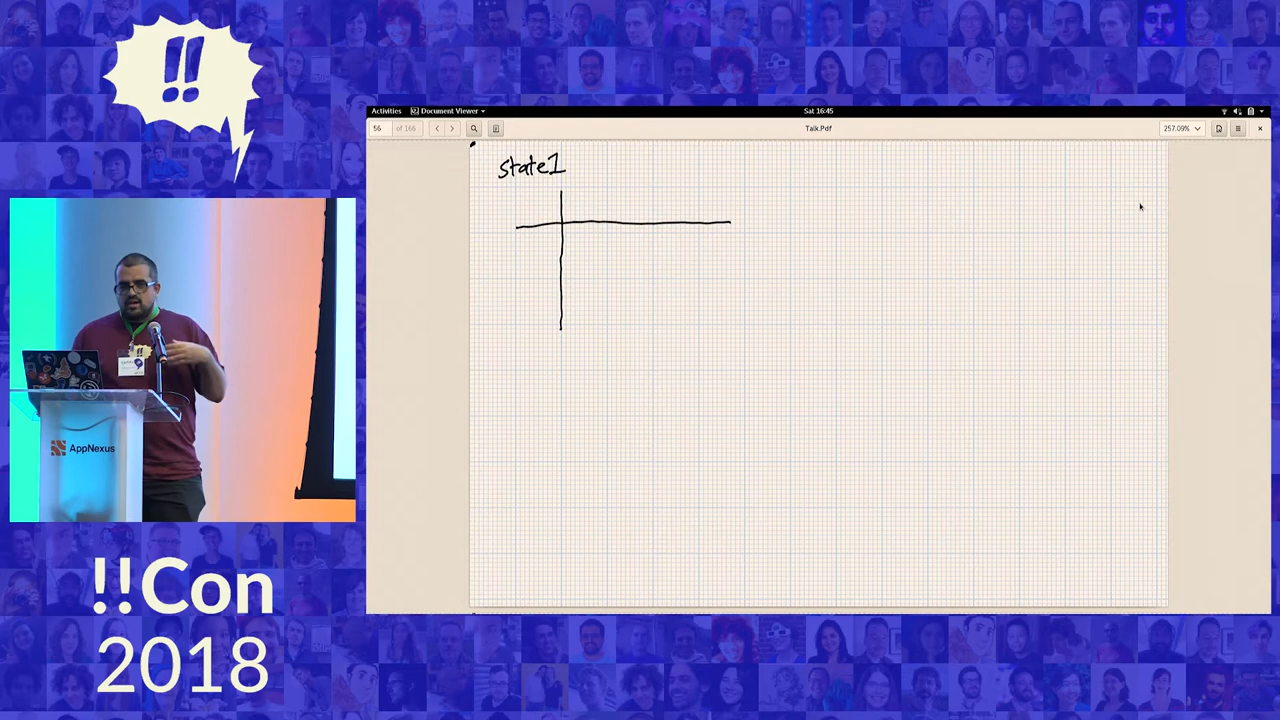 !!
Activities
Document Viewer
Sat 16:45
56
of 166
Talk.Pdf
257.09%
state1
!!
AppNexus
!!Con
2018